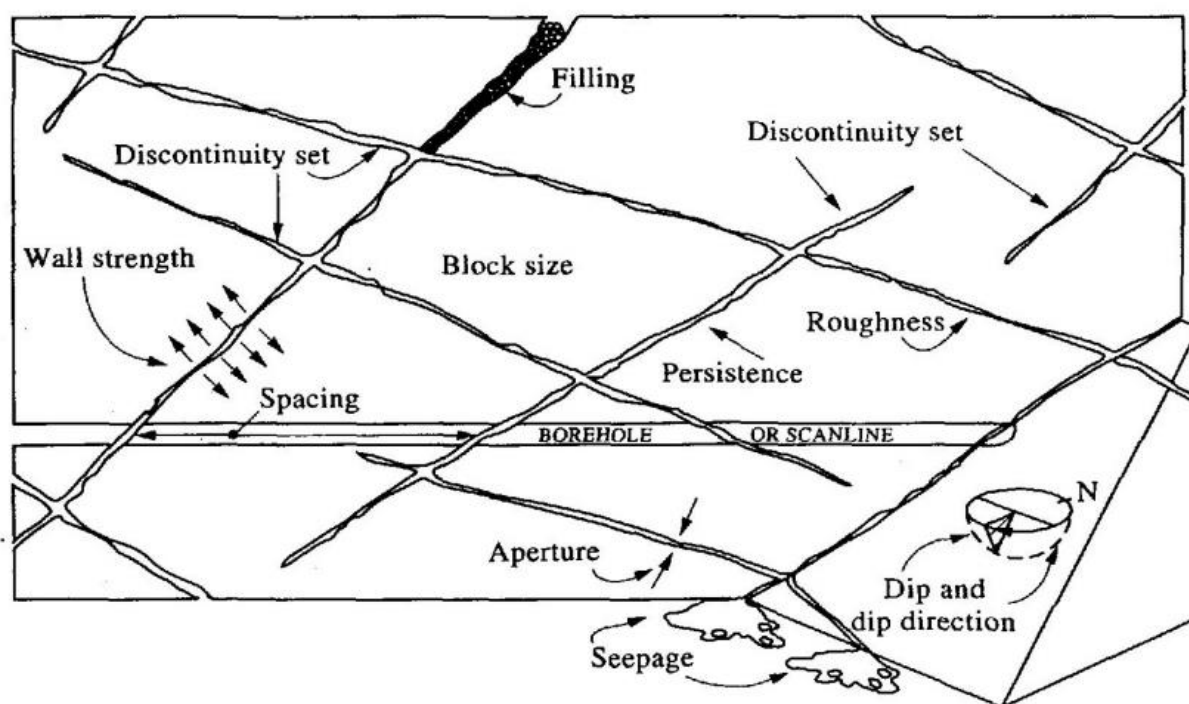 Filling
Discontinuity set
Discontinuity set
Wall strength
Block size
Roughness
Persistence
Spacing
BOREHOLE OR SCANLINE
N
Aperture
Dip and
dip direction
Seepage